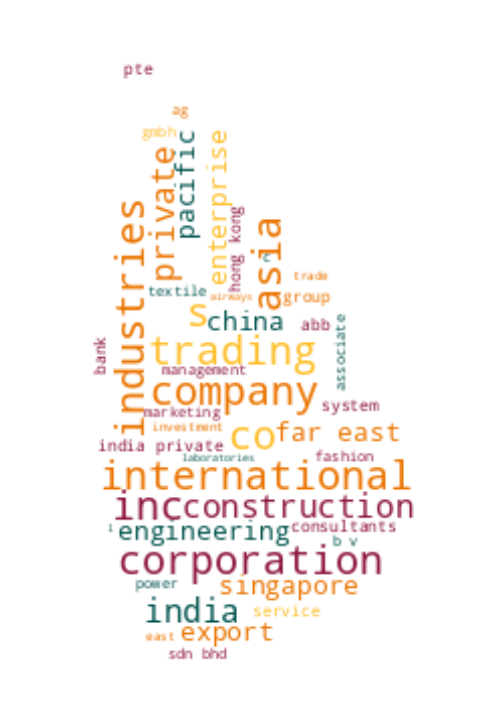 pte
ag
gmbh
pacific
enterprise
private
industries
hong kong
asia
c
trade
textile
airways
group
s
china
abb
associate
bank
trading
management
company
system
marketing
investment
co
far east
india private
laboratories
fashion
international
inc
construction
l
engineering
consultants
b v
corporation
power
singapore
india
service
east
export
sdn bhd